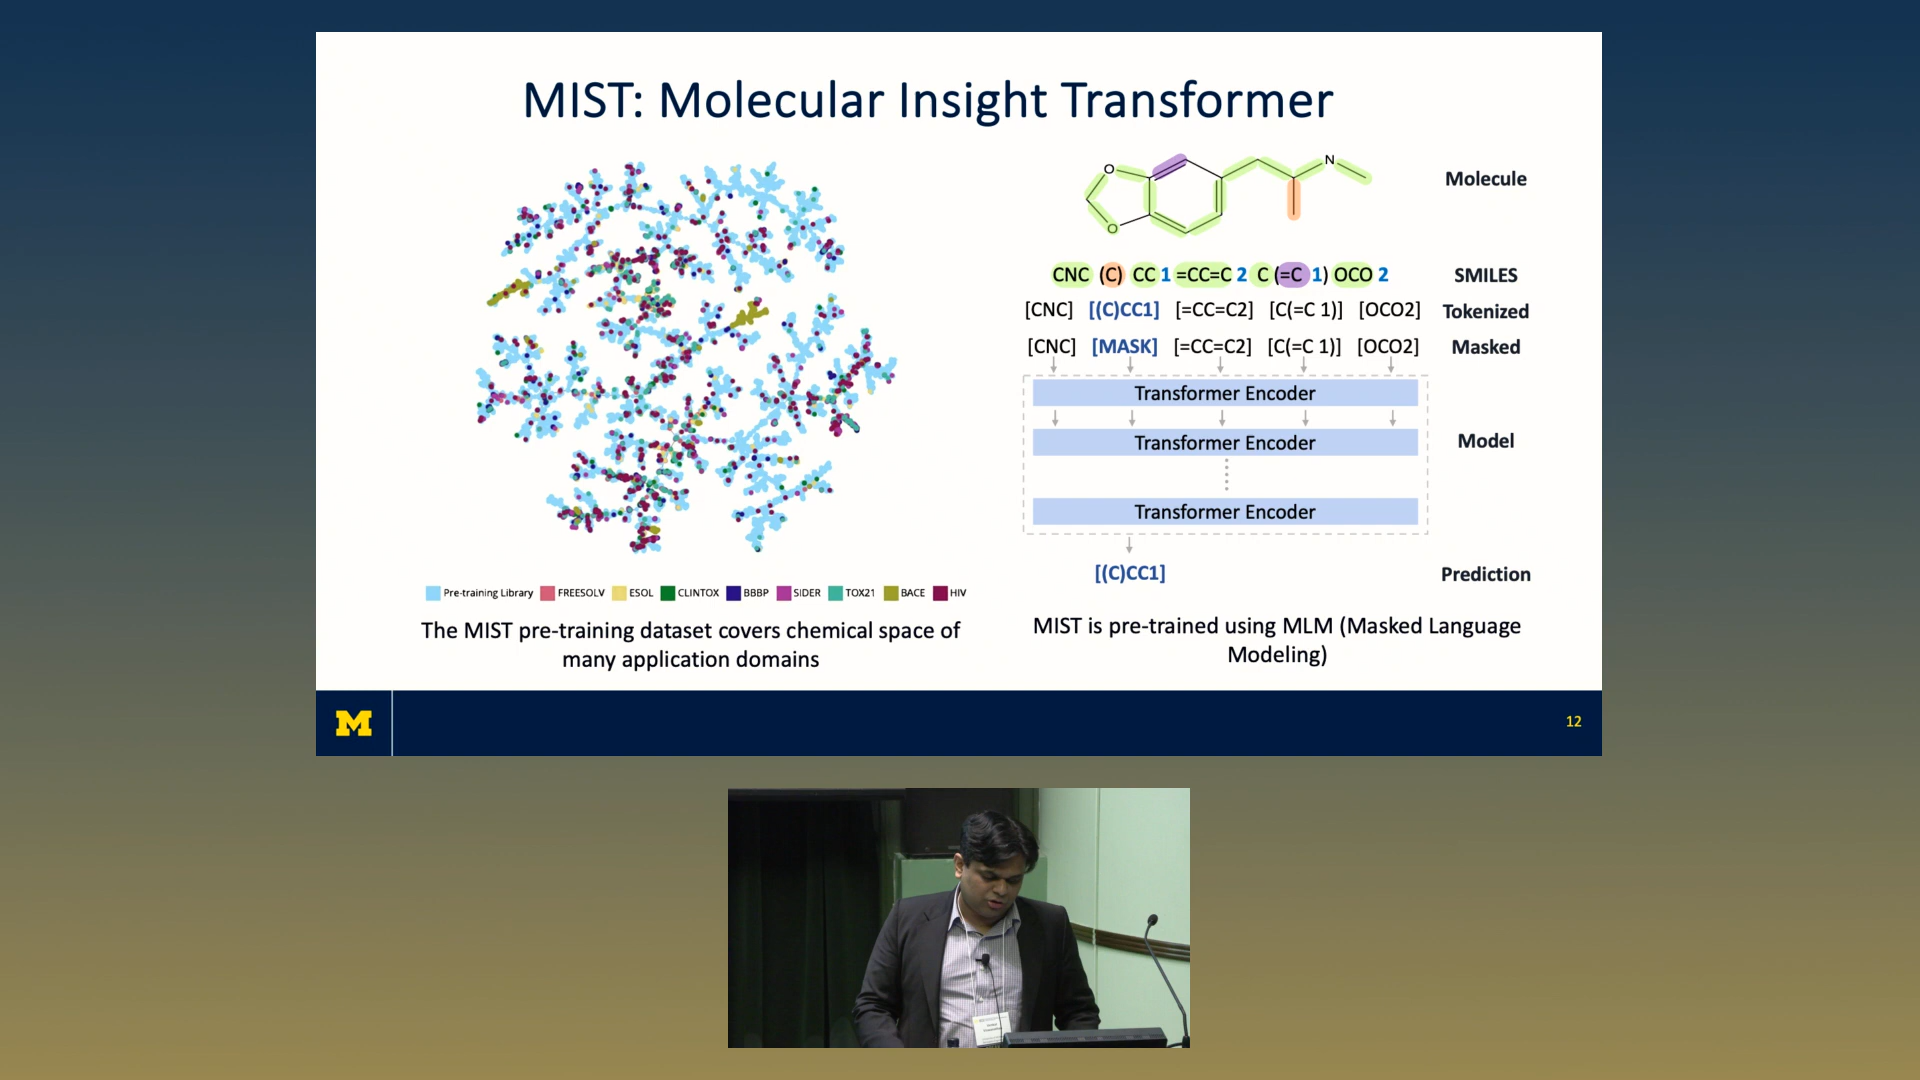 MIST: Molecular Insight Transformer
O
O
N
Molecule
CNC (C) CC 1 =CC=C 2 C (=C 1) OCO 2
SMILES
[CNC] [(C)CC1] [=CC=C2] [C(=C 1)] [OCO2]
Tokenized
[CNC] [MASK] [=CC=C2] [C(=C 1)] [OCO2]
Masked
Transformer Encoder
Transformer Encoder
Model
Transformer Encoder
[(C)CC1]
Prediction
Pre-training Library FREESOLV ESOL CLINTOX BBBP SIDER TOX21 BACE HIV
The MIST pre-training dataset covers chemical space of
many application domains
MIST is pre-trained using MLM (Masked Language
Modeling)
M
12